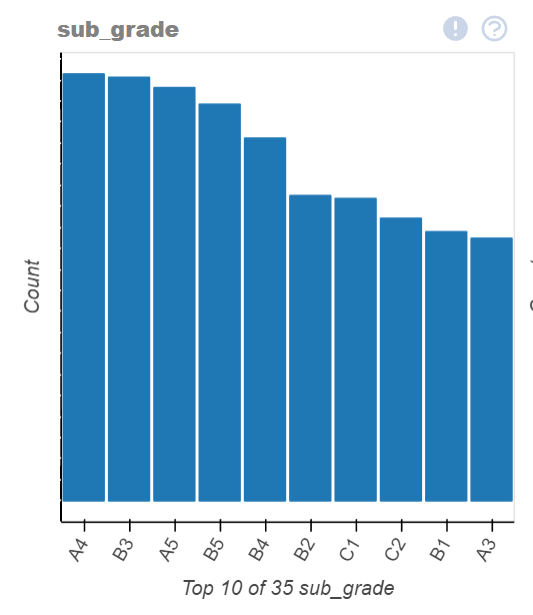 sub_grade
!
?
Count
A4 B3 A5 B5 B4 B2 C1 C2 B1 A3
Top 10 of 35 sub_grade